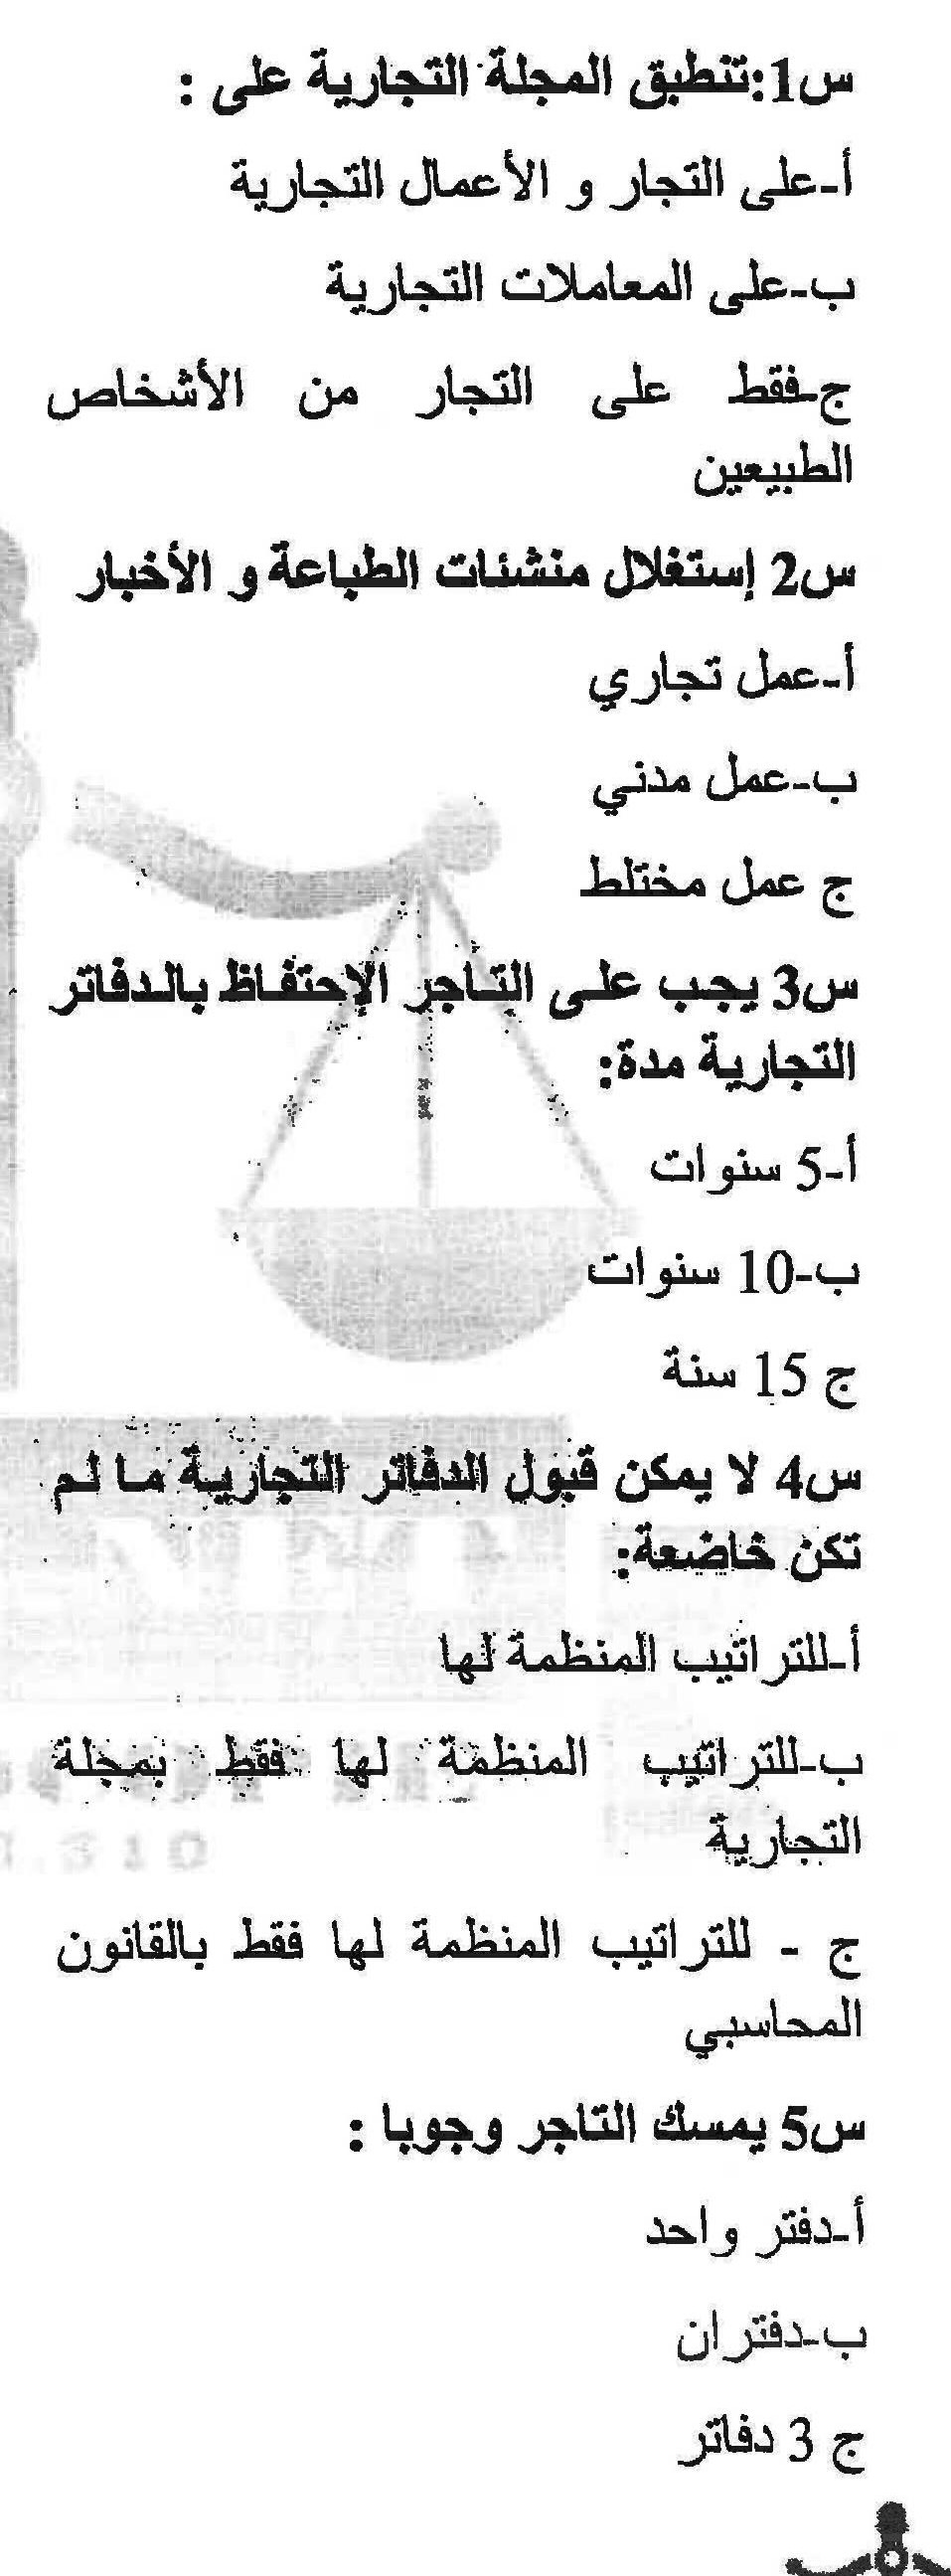 س1:تنطبق المجلة التجارية على :
أ-على التجار و الأعمال التجارية
ب-على المعاملات التجارية
ج-فقط على التجار من الأشخاص
الطبيعين
س2 إستغلال منشئات الطباعة و الأخبار
أ-عمل تجاري
ب-عمل مدني
ج عمل مختلط
س3 يجب على التاجر الإحتفاظ بالدفاتر
التجارية مدة:
أ-5 سنوات
ب-10 سنوات
ج 15 سنة
س4 لا يمكن قبول الدفاتر التجارية ما لم
تكن خاضعة:
أ-للتراتيب المنظمة لها
ب-للتراتيب المنظمة لها فقط بمجلة
التجارية
ج - للتراتيب المنظمة لها فقط بالقانون
المحاسبي
س5 يمسك التاجر وجوبا :
أ-دفتر واحد
ب-دفتران
ج 3 دفاتر